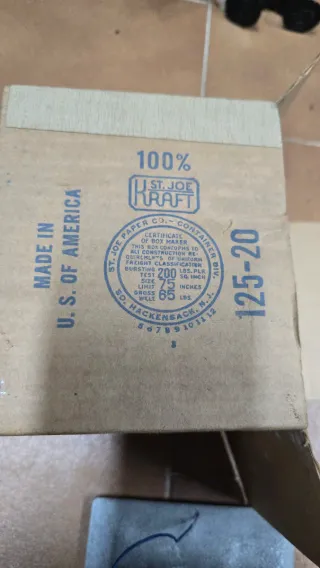 100%
ST. JOE
KRAFT
MADE IN
U. S. OF AMERICA
ST. JOE PAPER CO.– CONTAINER DIV.
CERTIFICATE
OF BOX MAKER
THIS BOX CONFORMS TO
ALL CONSTRUCTION RE-
QUIREMENTS OF UNIFORM
FREIGHT CLASSIFICATION
BURSTING TEST 200 LBS. PER SQ. INCH
SIZE LIMIT 75 INCHES
GROSS WGT. 65 LBS.
SO. HACKENSACK, N. J.
5 6 7 8 9 10 11 12
125-20